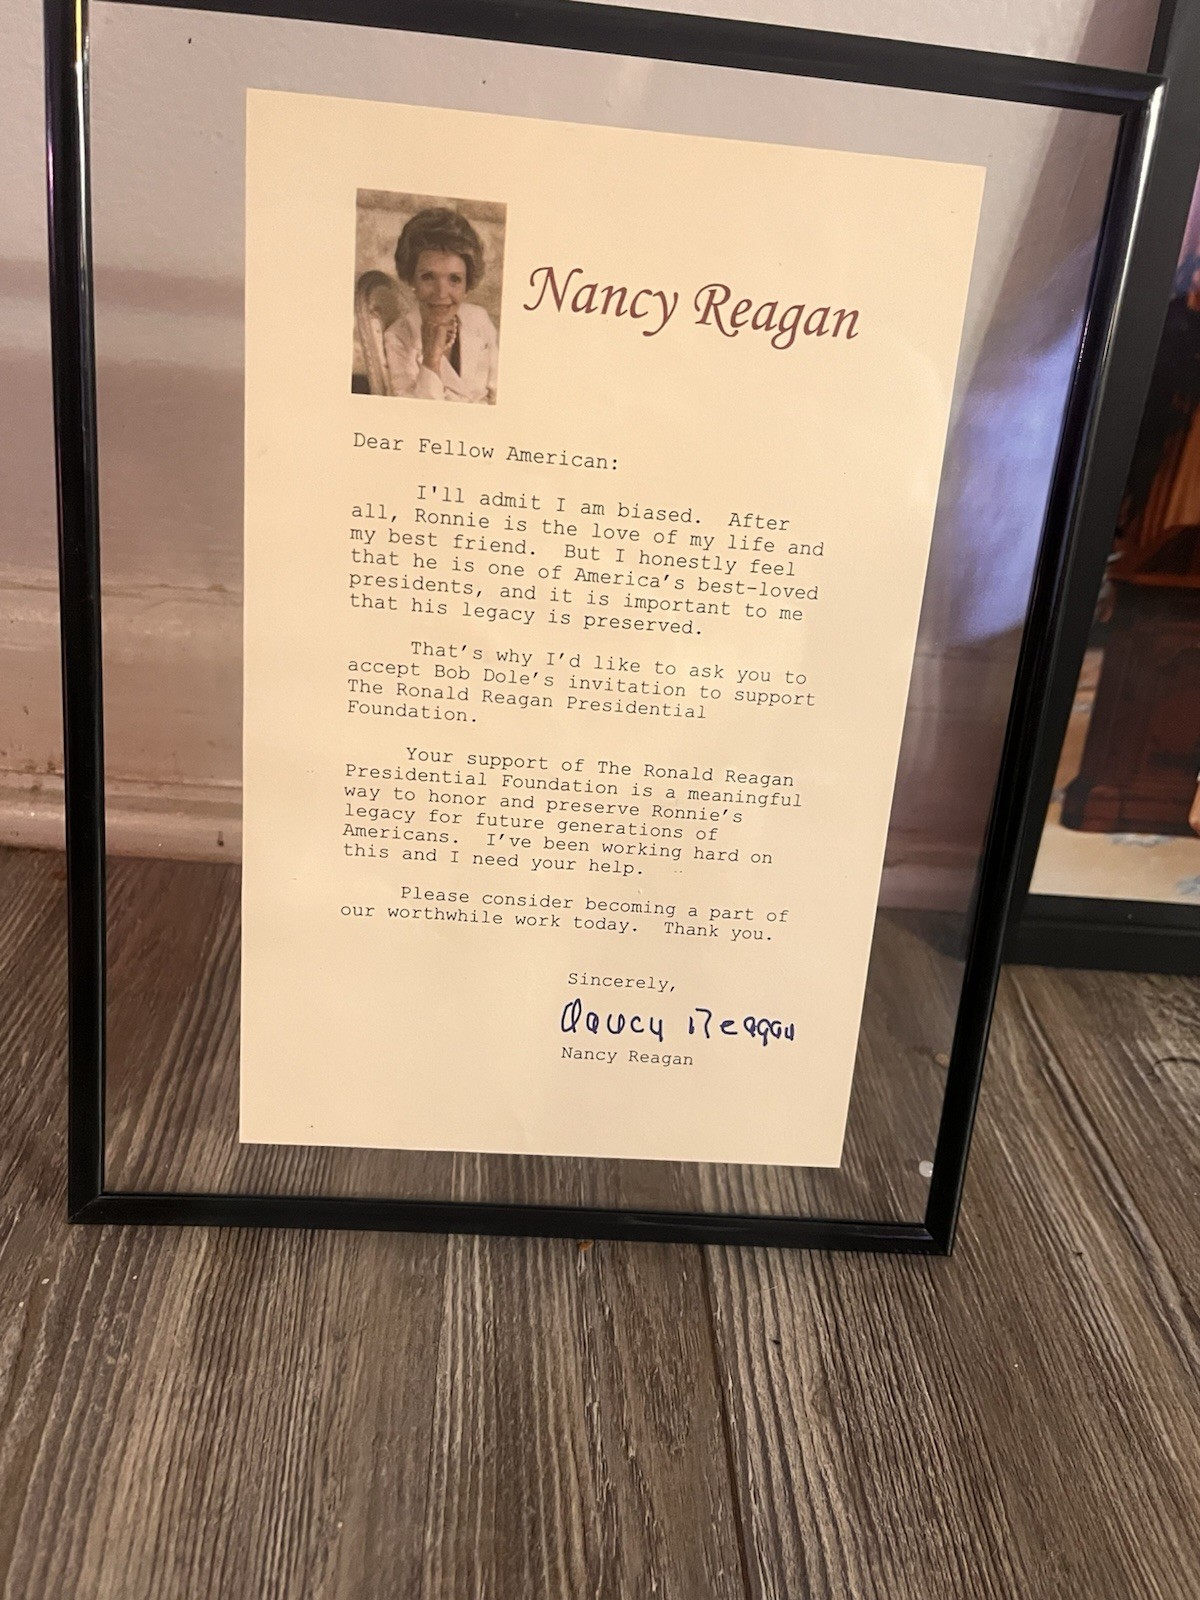 Nancy Reagan
Dear Fellow American:
I'll admit I am biased. After
all, Ronnie is the love of my life and
my best friend. But I honestly feel
that he is one of America's best-loved
presidents, and it is important to me
that his legacy is preserved.
That's why I'd like to ask you to
accept Bob Dole's invitation to support
The Ronald Reagan Presidential
Foundation.
Your support of The Ronald Reagan
Presidential Foundation is a meaningful
way to honor and preserve Ronnie's
legacy for future generations of
Americans. I've been working hard on
this and I need your help.
Please consider becoming a part of
our worthwhile work today. Thank you.
Sincerely,
Nancy Reagan
Nancy Reagan